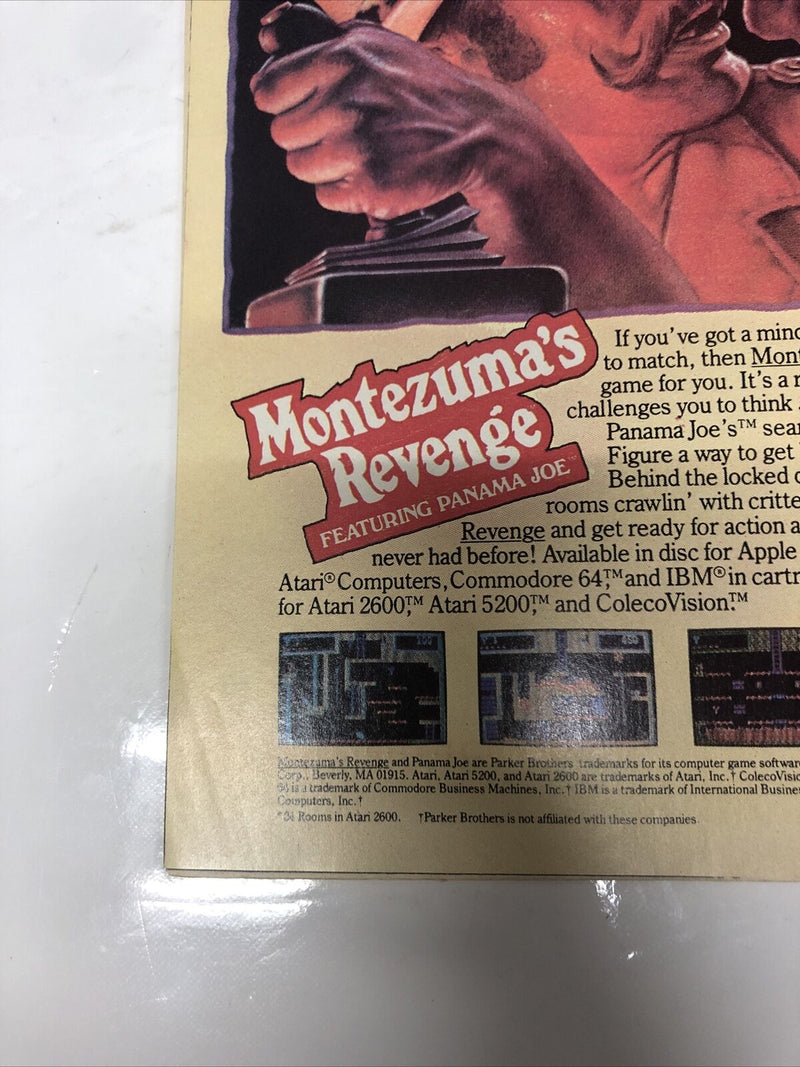 Montezuma's
Revenge
FEATURING PANAMA JOE™
If you've got a mind
to match, then Mont
game for you. It's a
challenges you to think
Panama Joe's™ sear
Figure a way to get
Behind the locked
rooms crawlin' with critte
Revenge and get ready for action a
never had before! Available in disc for Apple
Atari® Computers, Commodore 64,™ and IBM® in cartr
for Atari 2600,™ Atari 5200,™ and ColecoVision.™
Montezuma's Revenge and Panama Joe are Parker Brothers trademarks for its computer game softwar
Corp., Beverly, MA 01915. Atari, Atari 5200, and Atari 2600 are trademarks of Atari, Inc.† ColecoVisio
64 is a trademark of Commodore Business Machines, Inc.† IBM is a trademark of International Busine
Computers, Inc.†
*24 Rooms in Atari 2600. †Parker Brothers is not affiliated with these companies.